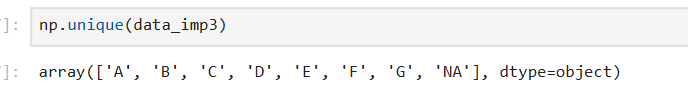 ]: np.unique(data_imp3)
]: array(['A', 'B', 'C', 'D', 'E', 'F', 'G', 'NA'], dtype=object)